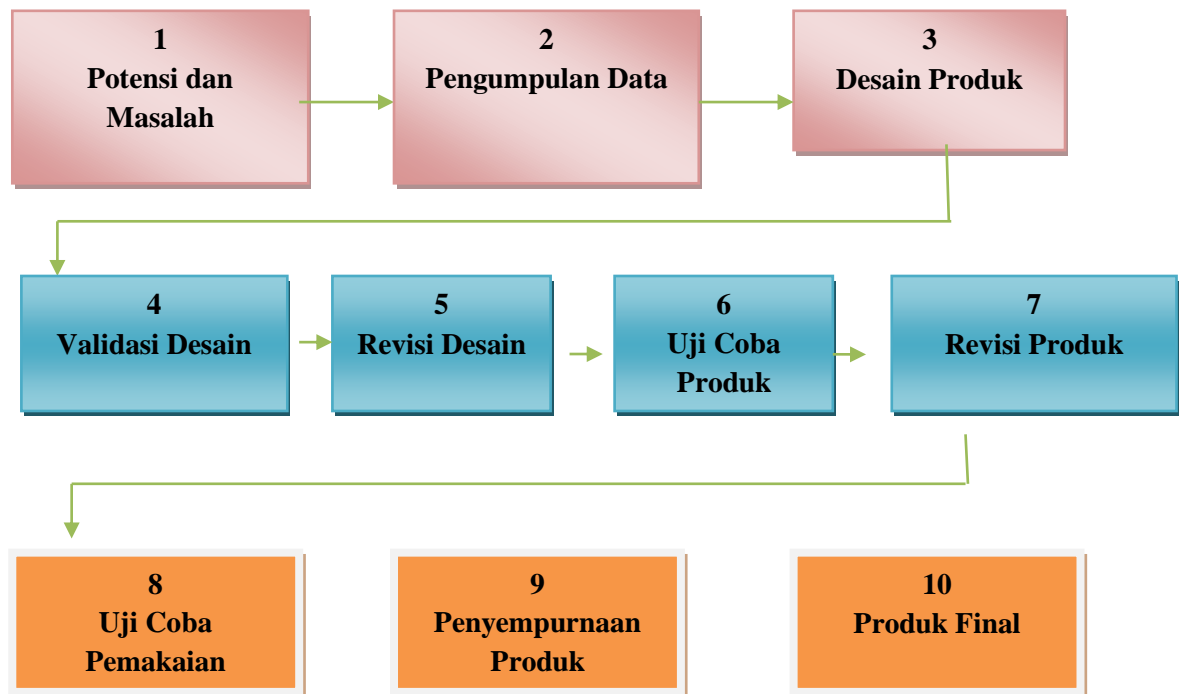 1
Potensi dan
Masalah
2
Pengumpulan Data
3
Desain Produk
4
Validasi Desain
5
Revisi Desain
6
Uji Coba
Produk
7
Revisi Produk
8
Uji Coba
Pemakaian
9
Penyempurnaan
Produk
10
Produk Final